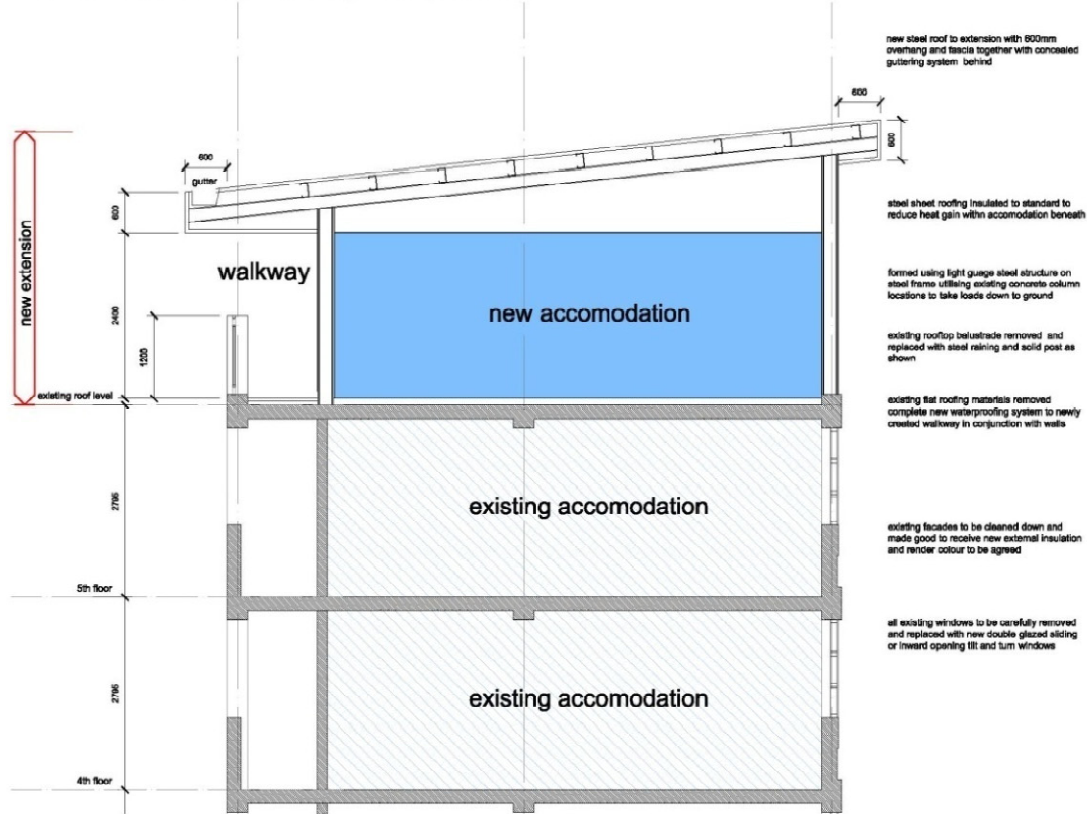 new steel roof to extension with 600mm
overhang and fascia together with concealed
guttering system behind
600
600
600
gutter
600
steel sheet roofing insulated to standard to
reduce heat gain withn accomodation beneath
new extension
walkway
2400
new accomodation
formed using light guage steel structure on
steel frame utilising existing concrete column
locations to take loads down to ground
1200
existing rooftop balustrade removed and
replaced with steel raining and solid post as
shown
existing roof level
existing flat roofing materials removed
complete new waterproofing system to newly
created walkway in conjunction with walls
2795
existing accomodation
existing facades to be cleaned down and
made good to receive new external insulation
and render colour to be agreed
5th floor
all existing windows to be carefully removed
and replaced with new double glazed sliding
or inward opening tilt and turn windows
2795
existing accomodation
4th floor